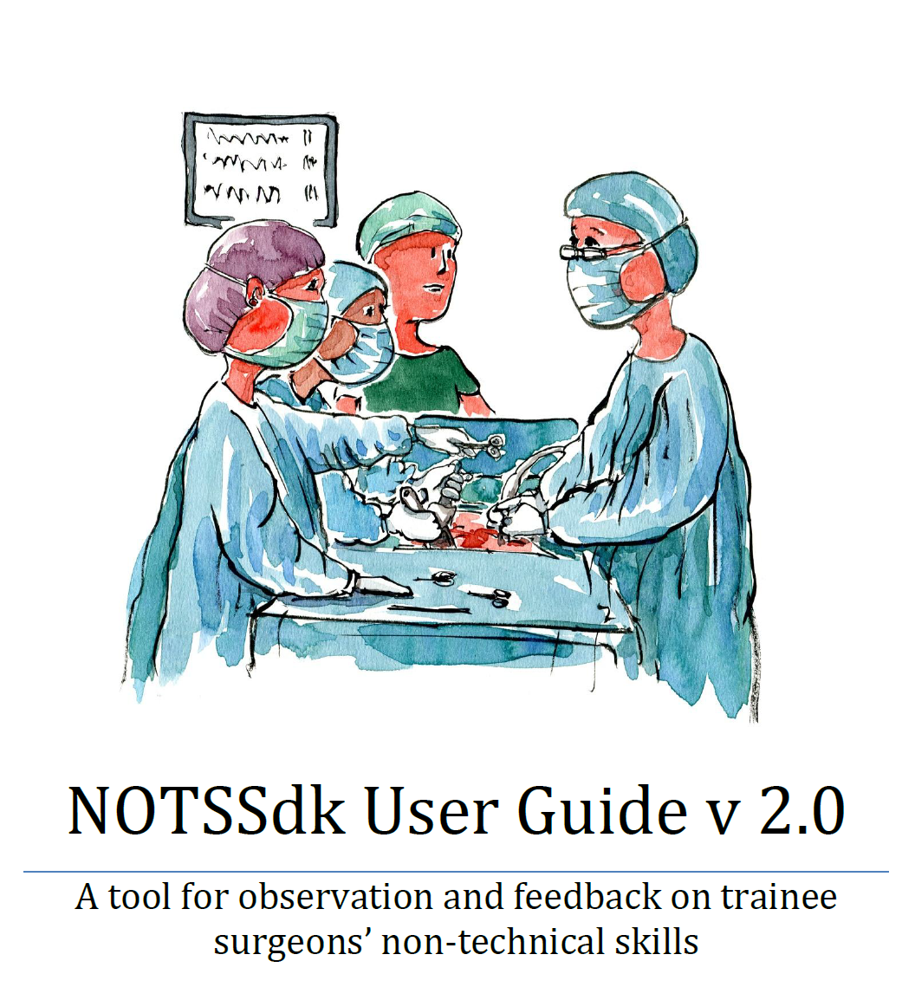 NOTSSdk User Guide v 2.0
A tool for observation and feedback on trainee
surgeons’ non-technical skills